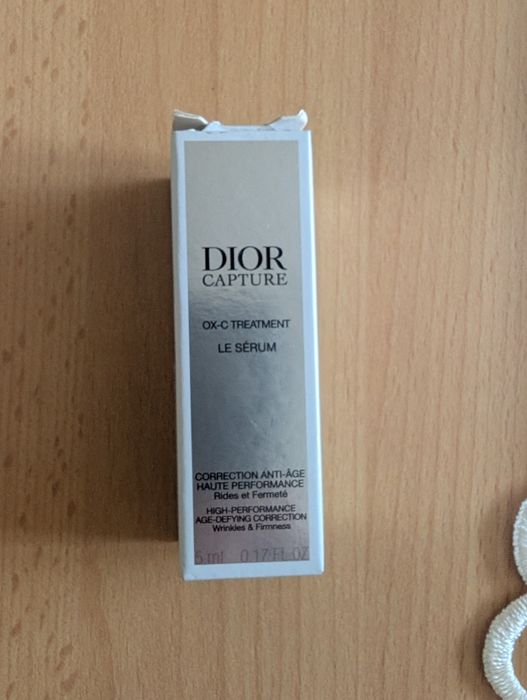 DIOR
CAPTURE
OX-C TREATMENT
LE SÉRUM
CORRECTION ANTI-ÂGE
HAUTE PERFORMANCE
Rides et Fermeté
HIGH-PERFORMANCE
AGE-DEFYING CORRECTION
Wrinkles & Firmness
5 ml 0.17 FL OZ